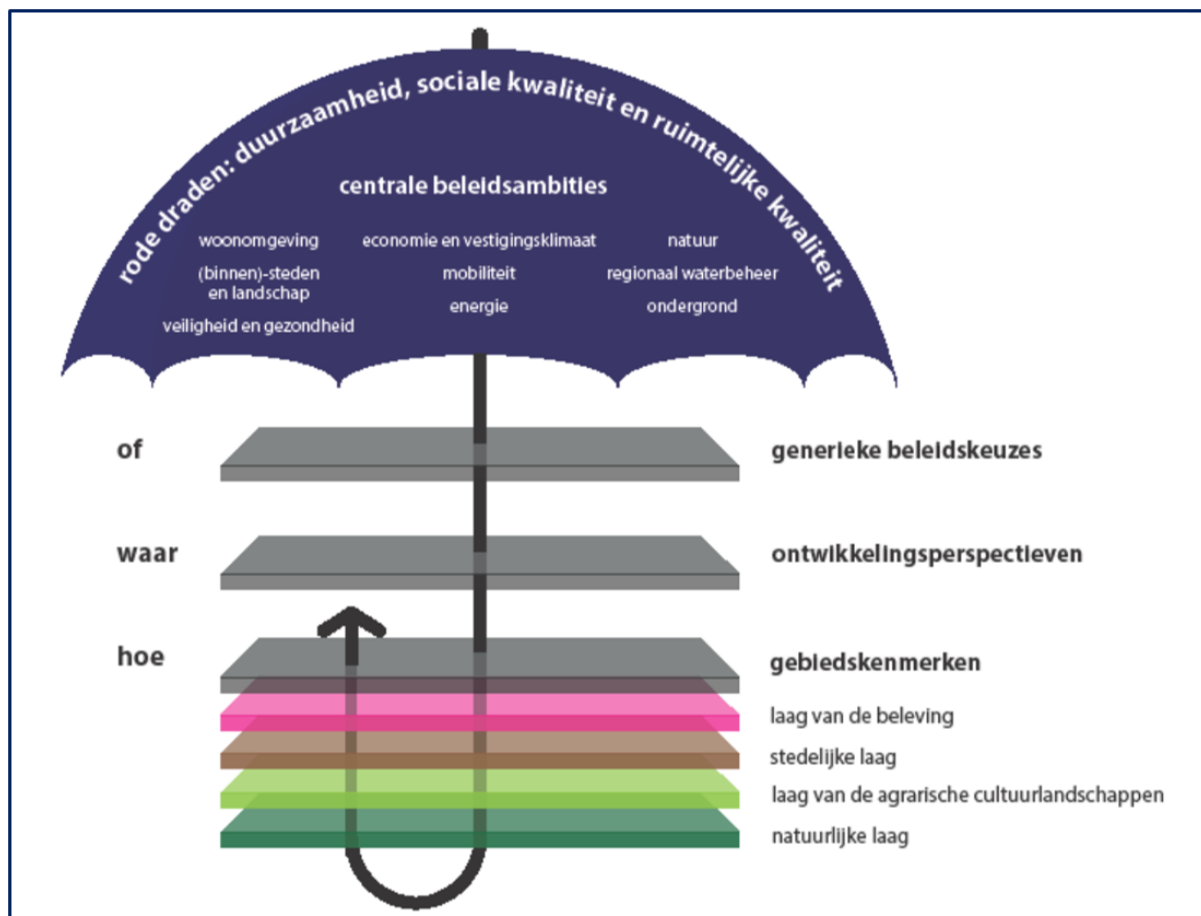 rode draden: duurzaamheid, sociale kwaliteit en ruimtelijke kwaliteit
centrale beleidsambities
woonomgeving
(binnen)-steden
en landschap
veiligheid en gezondheid
economie en vestigingsklimaat
mobiliteit
energie
natuur
regionaal waterbeheer
ondergrond
of
generieke beleidskeuzes
waar
ontwikkelingsperspectieven
hoe
gebiedskenmerken
laag van de beleving
stedelijke laag
laag van de agrarische cultuurlandschappen
natuurlijke laag